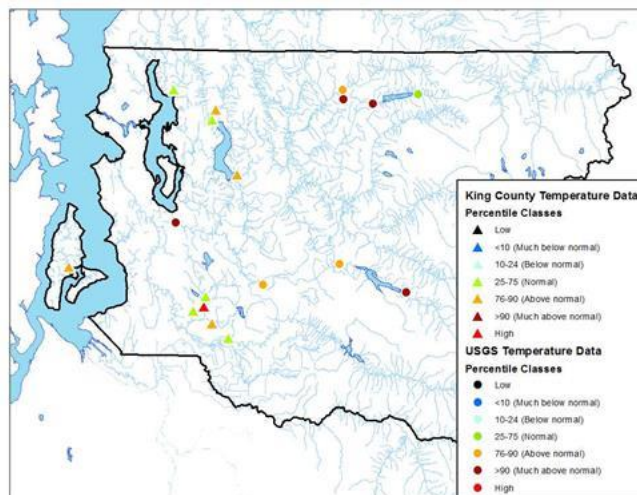 King County Temperature Data
Percentile Classes
Low
<10 (Much below normal)
10-24 (Below normal)
25-75 (Normal)
76-90 (Above normal)
>90 (Much above normal)
High
USGS Temperature Data
Percentile Classes
Low
<10 (Much below normal)
10-24 (Below normal)
25-75 (Normal)
76-90 (Above normal)
>90 (Much above normal)
High